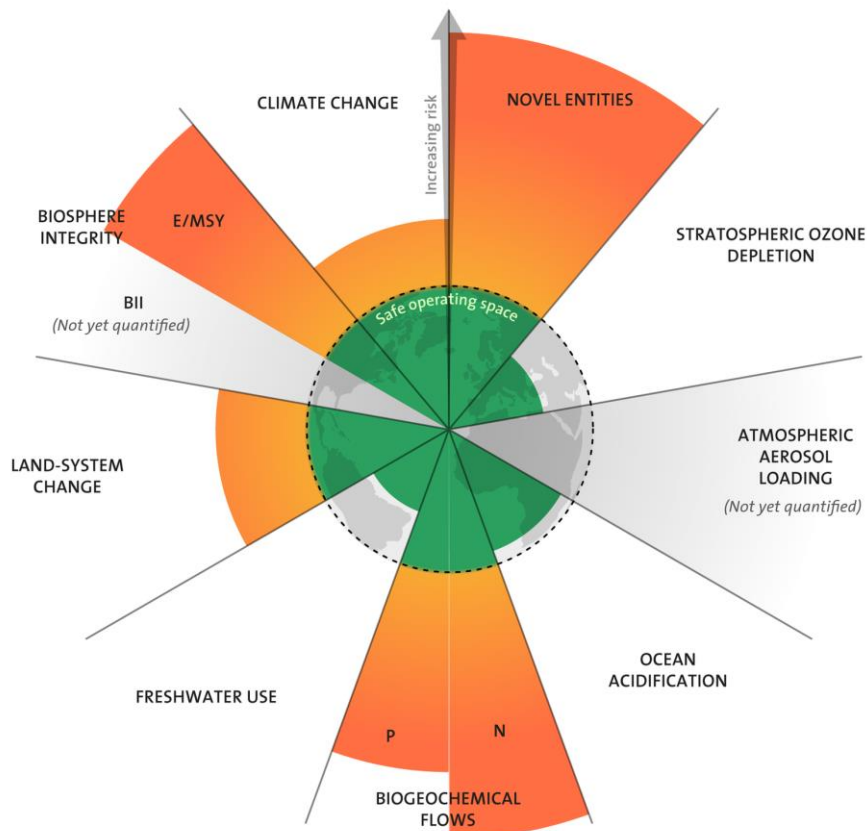 CLIMATE CHANGE
Increasing risk
NOVEL ENTITIES
BIOSPHERE
INTEGRITY
E/MSY
STRATOSPHERIC OZONE
DEPLETION
BII
(Not yet quantified)
Safe operating space
LAND-SYSTEM
CHANGE
ATMOSPHERIC
AEROSOL
LOADING
(Not yet quantified)
FRESHWATER USE
OCEAN
ACIDIFICATION
P
N
BIOGEOCHEMICAL
FLOWS